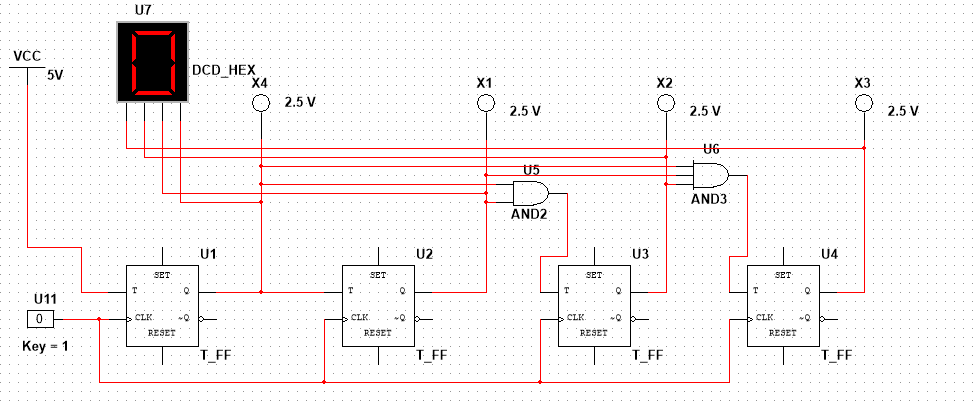 U7
VCC
5V
DCD_HEX
X4
2.5 V
X1
2.5 V
X2
2.5 V
X3
2.5 V
U5
AND2
U6
AND3
U1
SET
T
Q
CLK
~Q
RESET
T_FF
U2
SET
T
Q
CLK
~Q
RESET
T_FF
U3
SET
T
Q
CLK
~Q
RESET
T_FF
U4
SET
T
Q
CLK
~Q
RESET
T_FF
U11
0
Key = 1
0